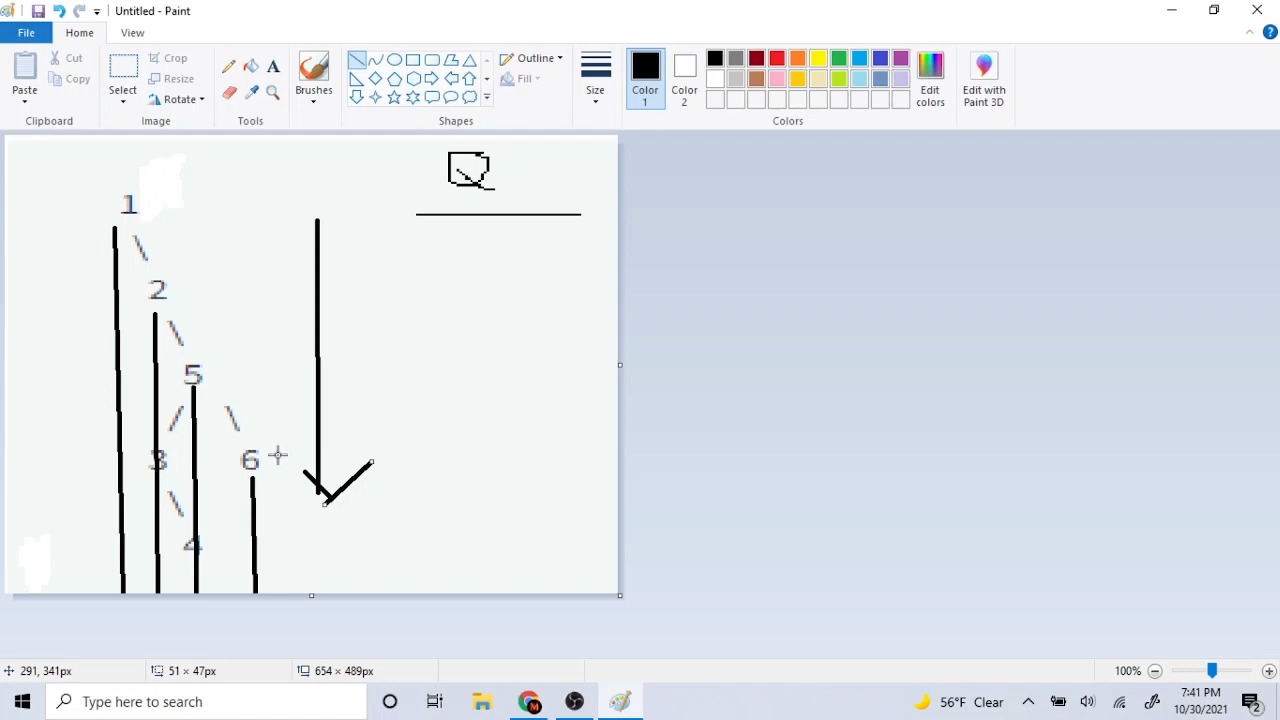 Untitled - Paint
File Home View
Paste
Cut
Copy
Clipboard
Select
Crop
Resize
Rotate
Image
A
Tools
Brushes
Outline
Fill
Shapes
Size
Color 1
Color 2
Edit colors
Edit with Paint 3D
Colors
Q
1
\
2
\
5
/ \
3 6
\
4
291, 341px
51 × 47px
654 × 489px
100%
Type here to search
56°F Clear
7:41 PM
10/30/2021
2